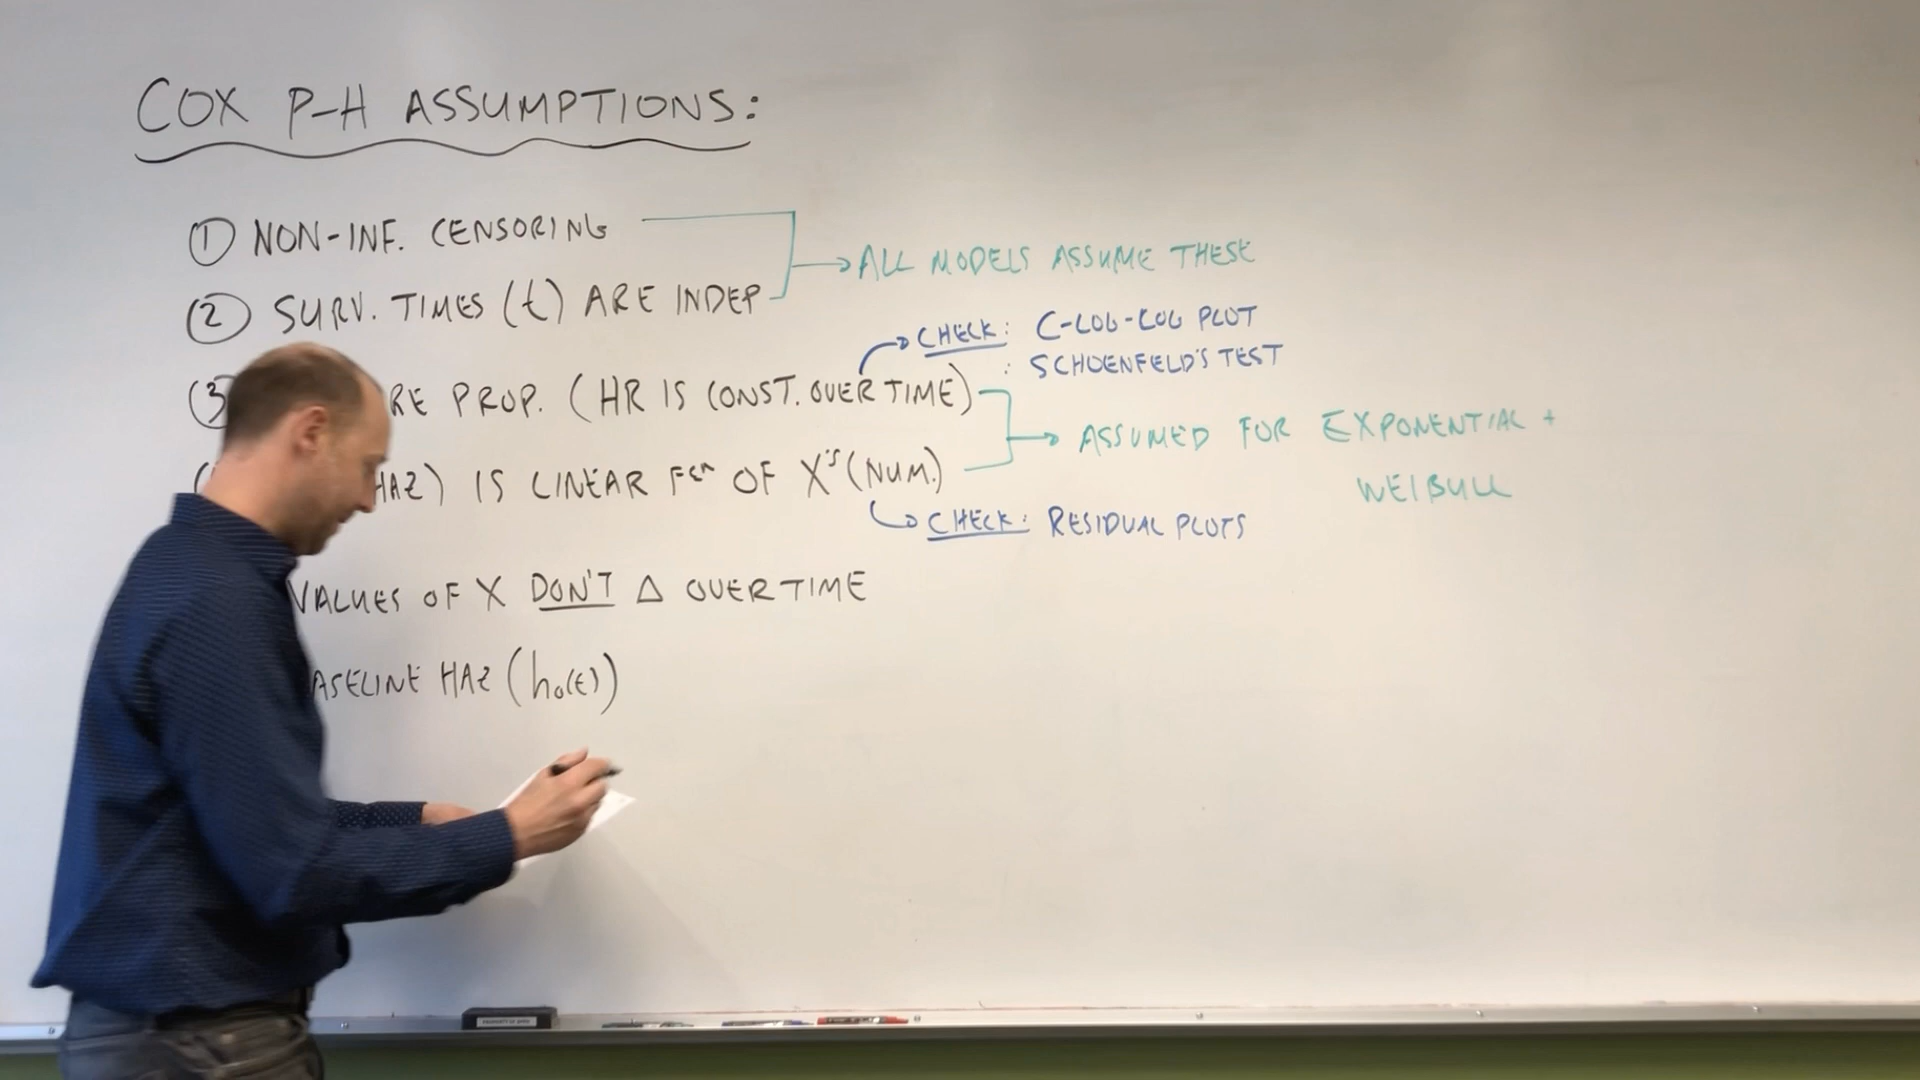 COX P-H ASSUMPTIONS:
① NON-INF. CENSORING
② SURV. TIMES (t) ARE INDEP
ALL MODELS ASSUME THESE
CHECK: C-LOG-LOG PLOT
: SCHOENFELD'S TEST
(3 RE PROP. (HR IS CONST. OVER TIME)
ASSUMED FOR EXPONENTIAL +
WEIBULL
HAZ) IS LINEAR Fcn OF X's (NUM.)
CHECK: RESIDUAL PLOTS
VALUES OF X DON'T Δ OVER TIME
ASELINE HAZ (h₀(t))